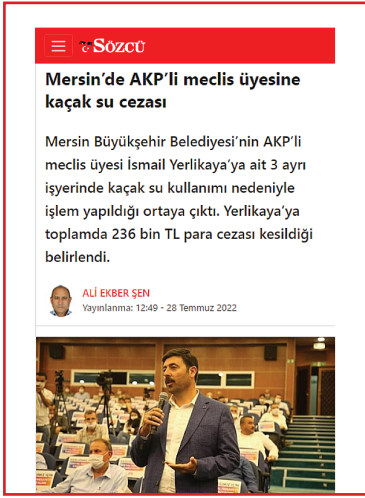 SÖZCÜ
Mersin’de AKP’li meclis üyesine
kaçak su cezası
Mersin Büyükşehir Belediyesi’nin AKP’li
meclis üyesi İsmail Yerlikaya’ya ait 3 ayrı
işyerinde kaçak su kullanımı nedeniyle
işlem yapıldığı ortaya çıktı. Yerlikaya’ya
toplamda 236 bin TL para cezası kesildiği
belirlendi.
ALİ EKBER ŞEN
Yayınlanma: 12:49 - 28 Temmuz 2022